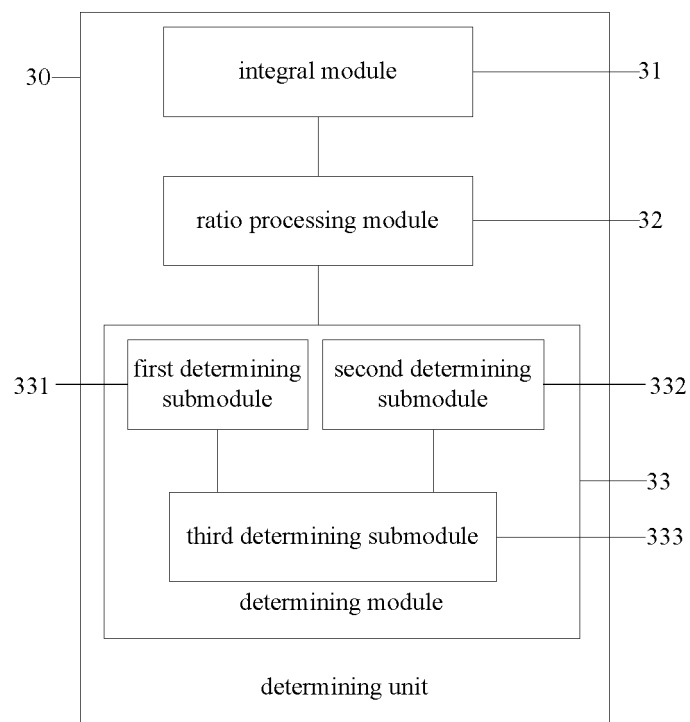 integral module
30
31
ratio processing module
32
first determining
submodule
second determining
submodule
331
332
33
third determining submodule
333
determining module
determining unit